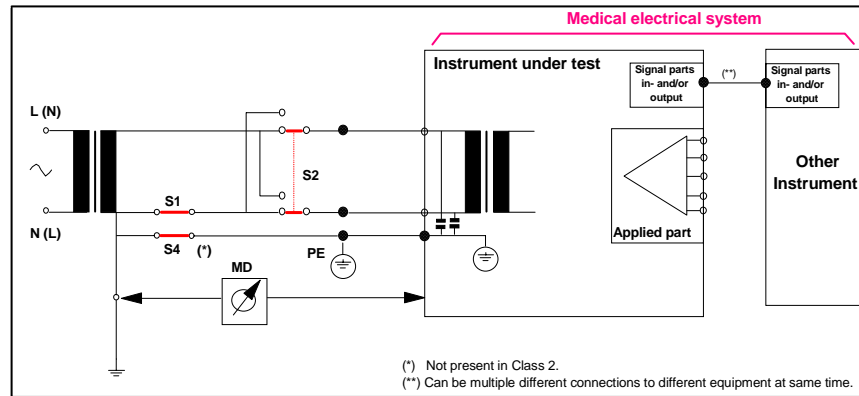 Medical electrical system
Instrument under test
Signal parts
in- and/or
output
(**)
Signal parts
in- and/or
output
L (N)
S2
Other
Instrument
S1
N (L)
S4
(*)
PE
Applied part
MD
(*) Not present in Class 2.
(**) Can be multiple different connections to different equipment at same time.